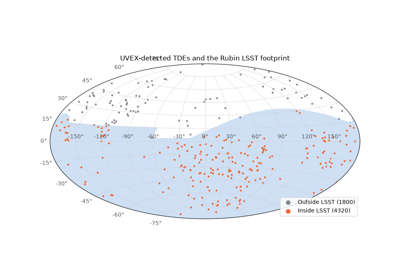 UVEX-detected TDEs and the Rubin LSST footprint
60°
45°
30°
15°
-150° -120° -90° -60° -30° 0° 30° 60° 90° 120° 150°
0°
-15°
-30°
-45°
-60°
-75°
Outside LSST (1800)
Inside LSST (4320)